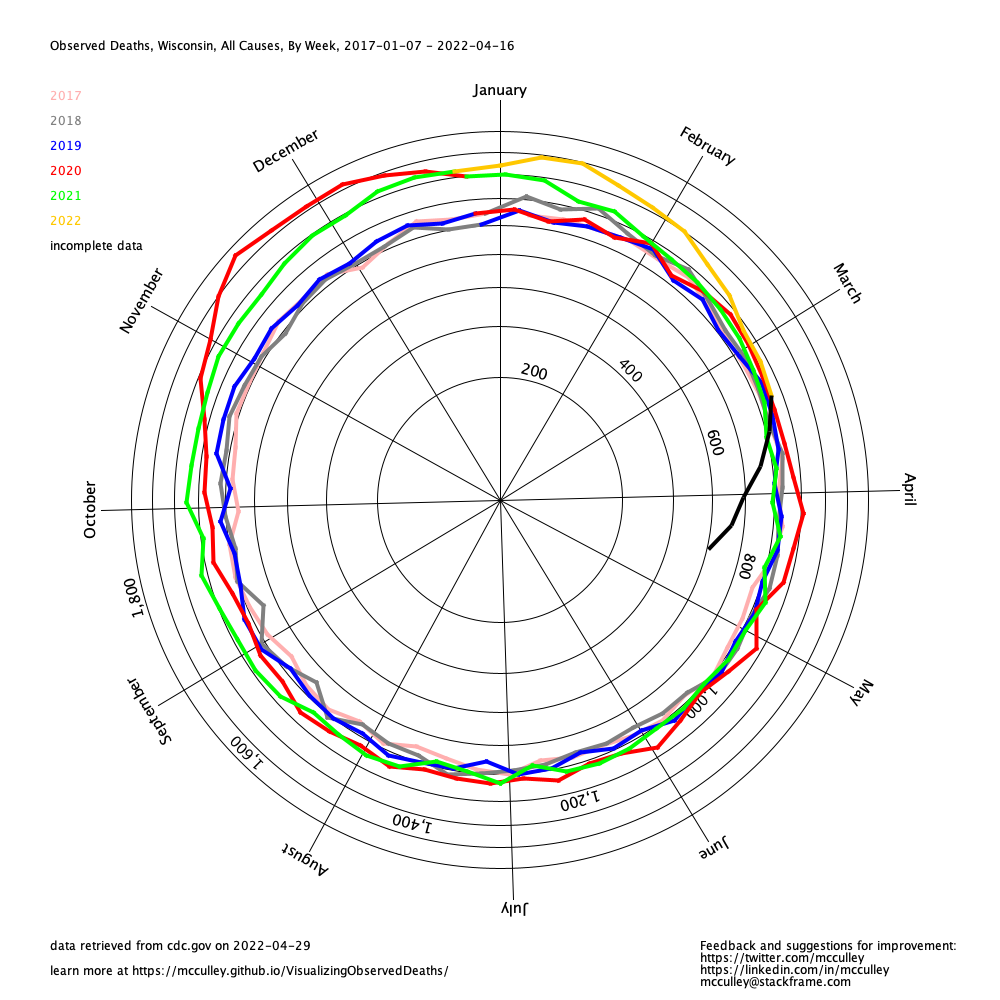 Observed Deaths, Wisconsin, All Causes, By Week, 2017-01-07 - 2022-04-16
2017
2018
2019
2020
2021
2022
incomplete data
January
February
March
April
May
June
July
August
September
October
November
December
200
400
600
800
1,000
1,200
1,400
1,600
1,800
data retrieved from cdc.gov on 2022-04-29
learn more at https://mcculley.github.io/VisualizingObservedDeaths/
Feedback and suggestions for improvement:
https://twitter.com/mcculley
https://linkedin.com/in/mcculley
mcculley@stackframe.com